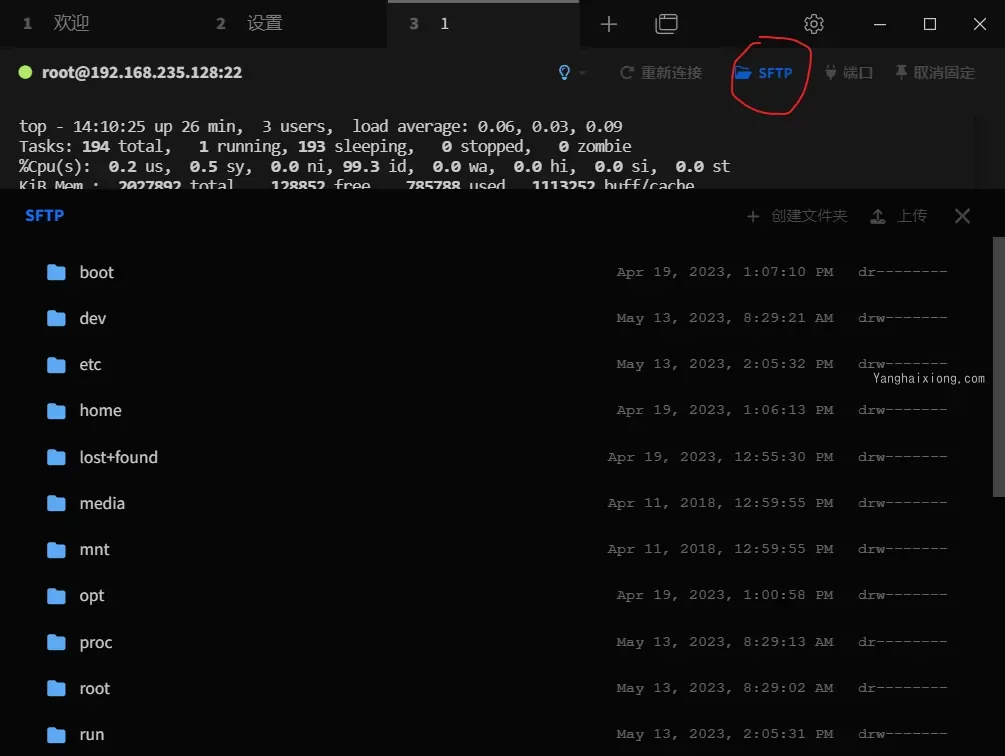 1 欢迎 2 设置 3 1
root@192.168.235.128:22 重新连接 SFTP 端口 取消固定
top - 14:10:25 up 26 min, 3 users, load average: 0.06, 0.03, 0.09
Tasks: 194 total, 1 running, 193 sleeping, 0 stopped, 0 zombie
%Cpu(s): 0.2 us, 0.5 sy, 0.0 ni, 99.3 id, 0.0 wa, 0.0 hi, 0.0 si, 0.0 st
KiB Mem : 2027892 total, 128852 free, 785788 used, 1113252 buff/cache
SFTP + 创建文件夹 上传
boot Apr 19, 2023, 1:07:10 PM dr--------
dev May 13, 2023, 8:29:21 AM drw-------
etc May 13, 2023, 2:05:32 PM drw-------
Yanghaixiong.com
home Apr 19, 2023, 1:06:13 PM drw-------
lost+found Apr 19, 2023, 12:55:30 PM drw-------
media Apr 11, 2018, 12:59:55 PM drw-------
mnt Apr 11, 2018, 12:59:55 PM drw-------
opt Apr 19, 2023, 1:00:58 PM drw-------
proc May 13, 2023, 8:29:13 AM dr--------
root May 13, 2023, 8:29:02 AM dr--------
run May 13, 2023, 2:05:31 PM drw-------